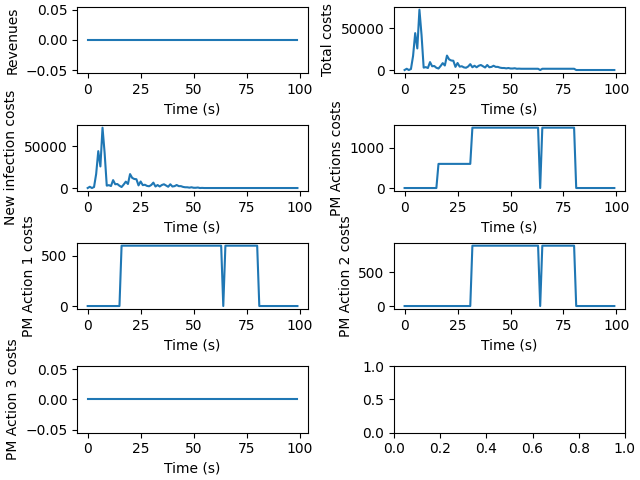 Revenues
0.05
0.00
−0.05
0 25 50 75 100
Time (s)
Total costs
50000
0
0 25 50 75 100
Time (s)
New infection costs
50000
0
0 25 50 75 100
Time (s)
PM Actions costs
1000
0
0 25 50 75 100
Time (s)
PM Action 1 costs
500
0
0 25 50 75 100
Time (s)
PM Action 2 costs
500
0
0 25 50 75 100
Time (s)
PM Action 3 costs
0.05
0.00
−0.05
0 25 50 75 100
Time (s)
1.0
0.5
0.0
0.0 0.2 0.4 0.6 0.8 1.0